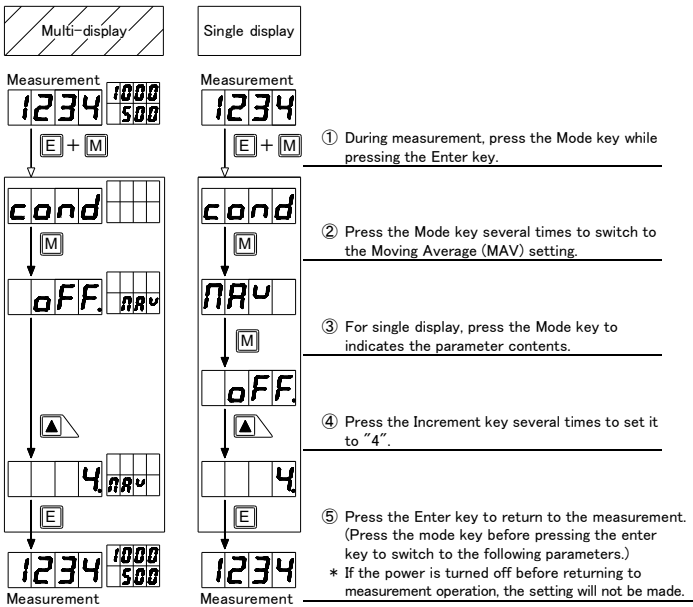 Multi-display Single display
Measurement Measurement
1234 1000 1234
500
E + M E + M
① During measurement, press the Mode key while
pressing the Enter key.
cond cond
M M
② Press the Mode key several times to switch to
the Moving Average (MAV) setting.
oFF. MAV MAV
M
③ For single display, press the Mode key to
indicates the parameter contents.
oFF.
④ Press the Increment key several times to set it
to "4".
4. MAV 4.
E E
⑤ Press the Enter key to return to the measurement.
(Press the mode key before pressing the enter
key to switch to the following parameters.)
* If the power is turned off before returning to
measurement operation, the setting will not be made.
1234 1000 1234
500
Measurement Measurement